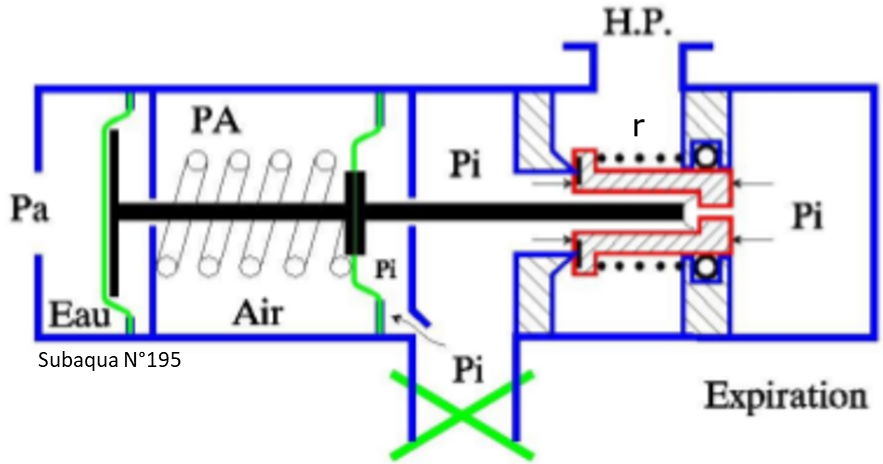 H.P.
PA
r
Pi
Pa
Pi
Pi
Eau
Air
Subaqua N°195
Pi
Expiration